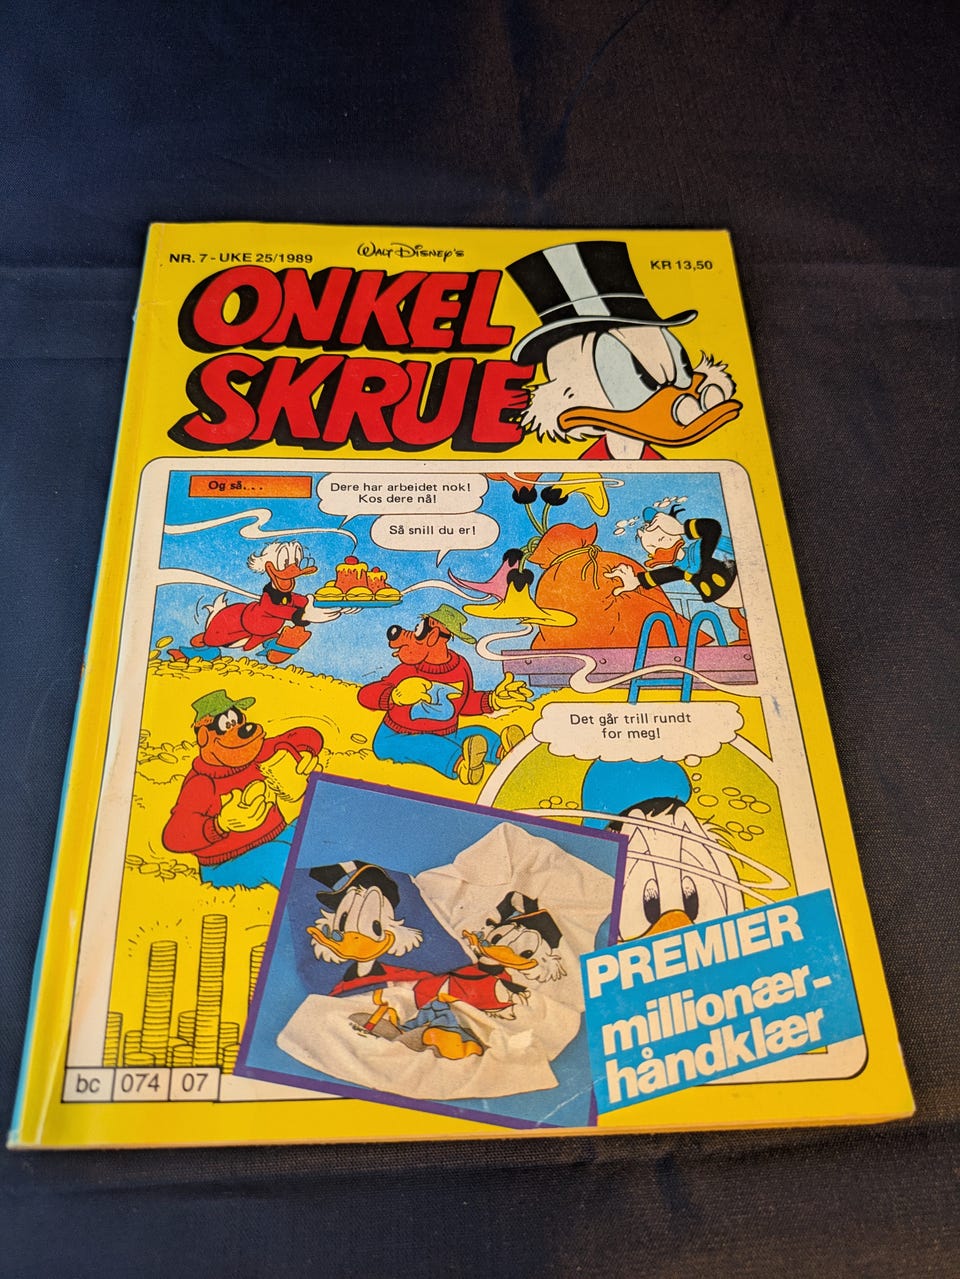 NR. 7 - UKE 25/1989
WALT DISNEY'S
KR 13,50
ONKEL
SKRUE
Og så. . .
Dere har arbeidet nok!
Kos dere nå!
Så snill du er!
Det går trill rundt
for meg!
PREMIER
millionær-
håndklær
bc 074 07